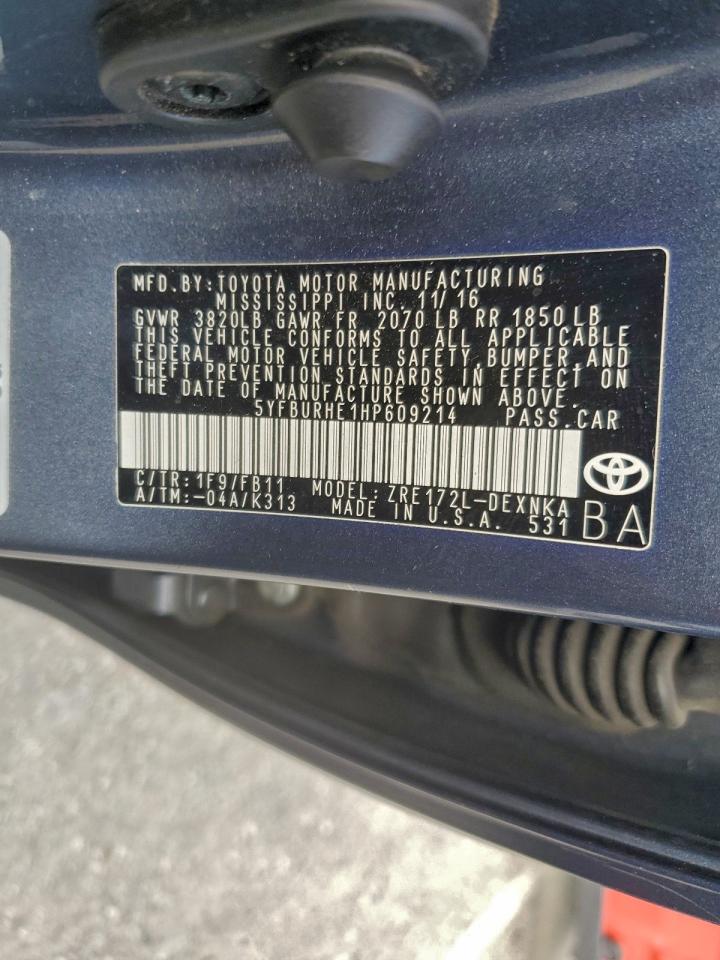 MFD.BY:TOYOTA MOTOR MANUFACTURING
MISSISSIPPI INC. 11/16
GVWR 3820LB GAWR FR 2070 LB RR 1850 LB
THIS VEHICLE CONFORMS TO ALL APPLICABLE
FEDERAL MOTOR VEHICLE SAFETY, BUMPER, AND
THEFT PREVENTION STANDARDS IN EFFECT ON
THE DATE OF MANUFACTURE SHOWN ABOVE.
5YFBURHE1HP609214 PASS.CAR
C/TR: 1F9/FB11 MODEL: ZRE172L-DEXNKA
A/TM:-04A/K313 MADE IN U.S.A. 531 BA